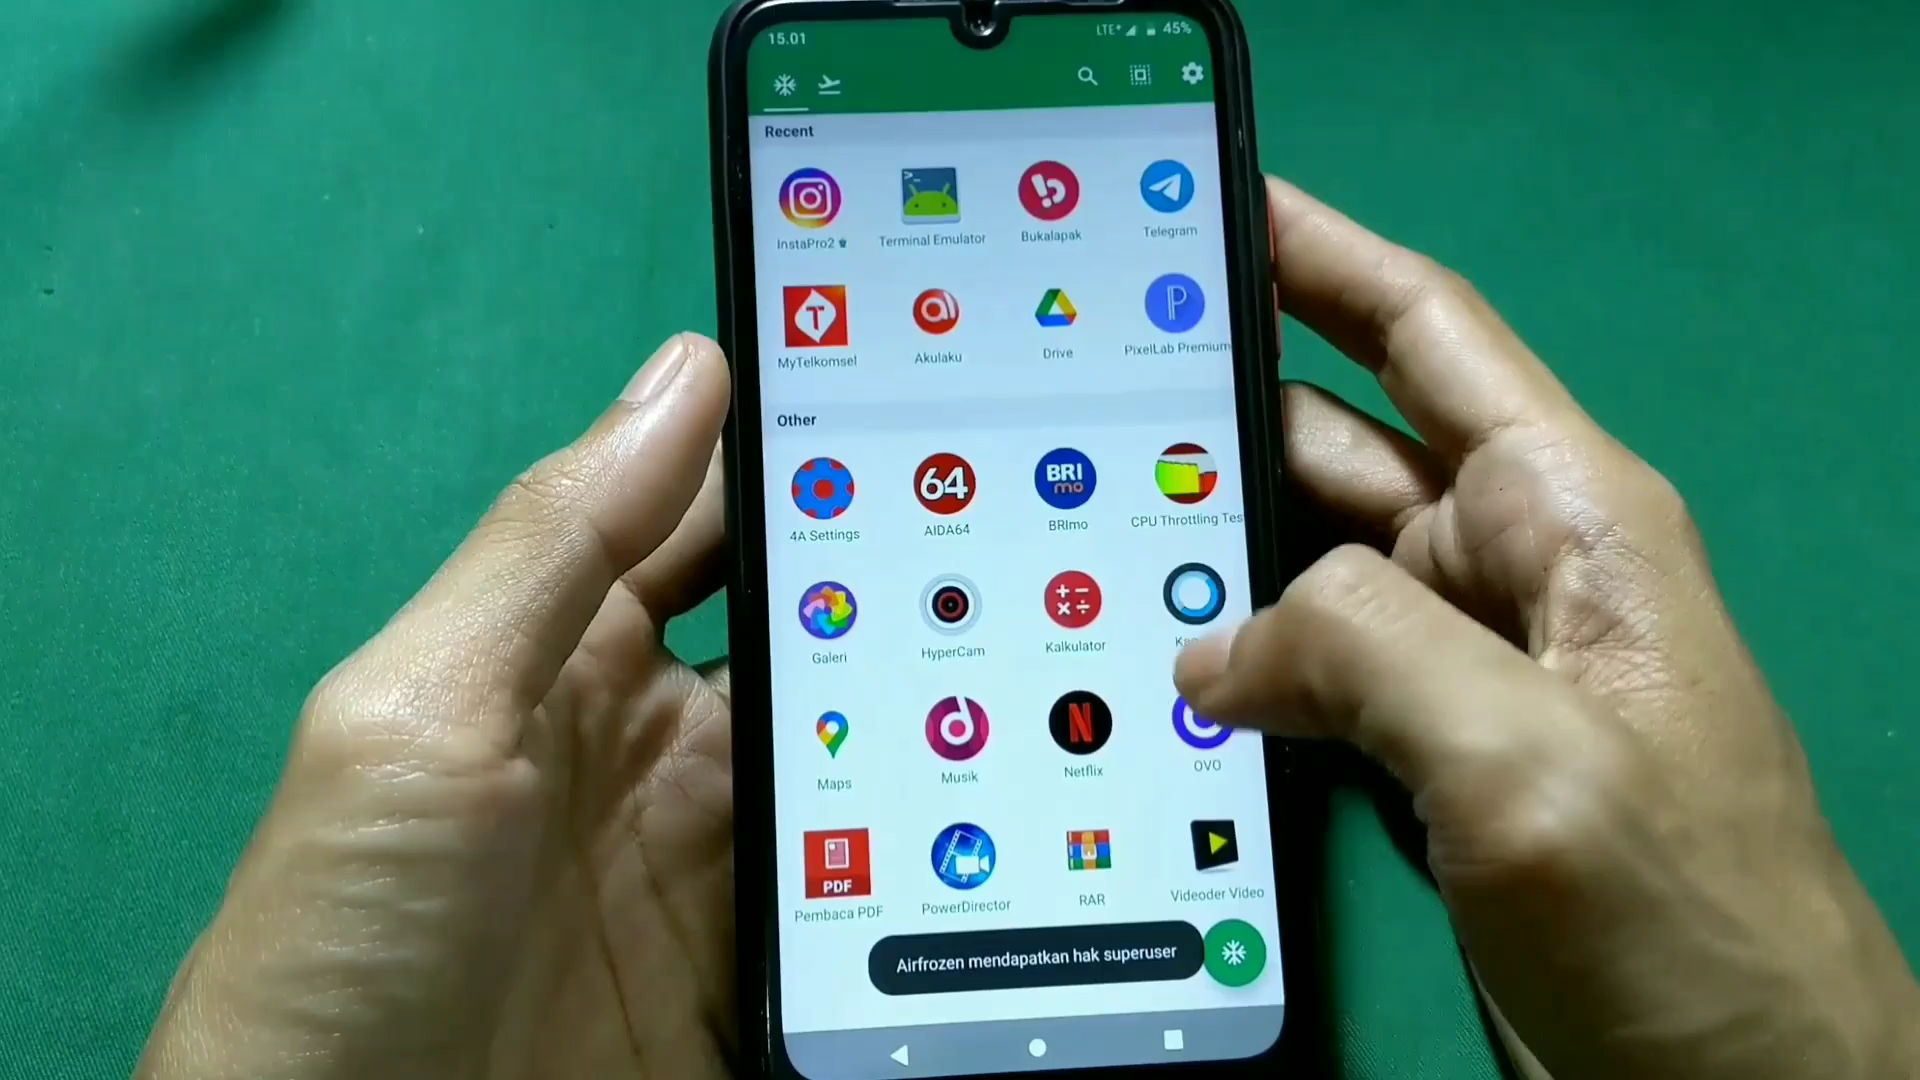 15.01 LTE+ 45%
Recent
InstaPro2 Terminal Emulator Bukalapak Telegram
MyTelkomsel Akulaku Drive PixelLab Premium
Other
64 BRI mo
4A Settings AIDA64 BRImo CPU Throttling Tes
Galeri HyperCam Kalkulator
Maps Musik Netflix OVO
PDF
Pembaca PDF PowerDirector RAR Videoder Video
Airfrozen mendapatkan hak superuser